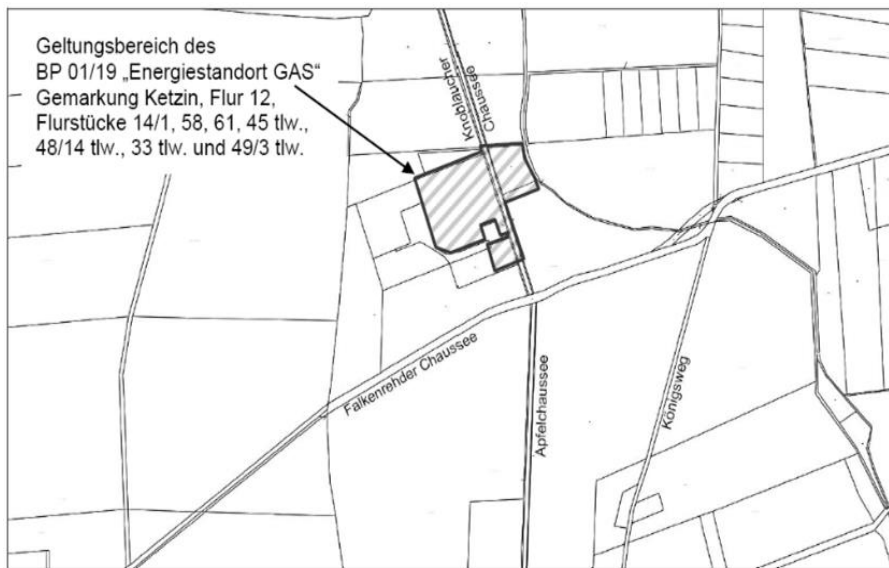 Geltungsbereich des
BP 01/19 „Energiestandort GAS“
Gemarkung Ketzin, Flur 12,
Flurstücke 14/1, 58, 61, 45 tlw.,
48/14 tlw., 33 tlw. und 49/3 tlw.
Knoblaucher
Chaussee
Falkenrehder Chaussee
Apfelchaussee
Königsweg